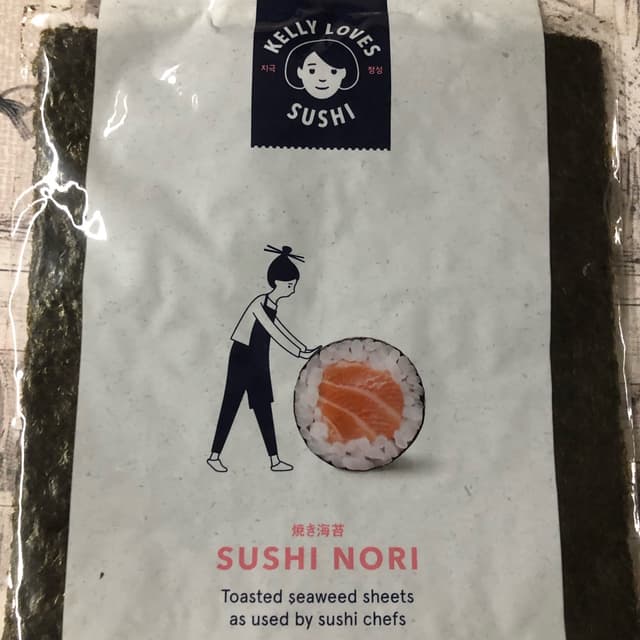 KELLY LOVES
지극 정성
SUSHI
焼き海苔
SUSHI NORI
Toasted seaweed sheets
as used by sushi chefs